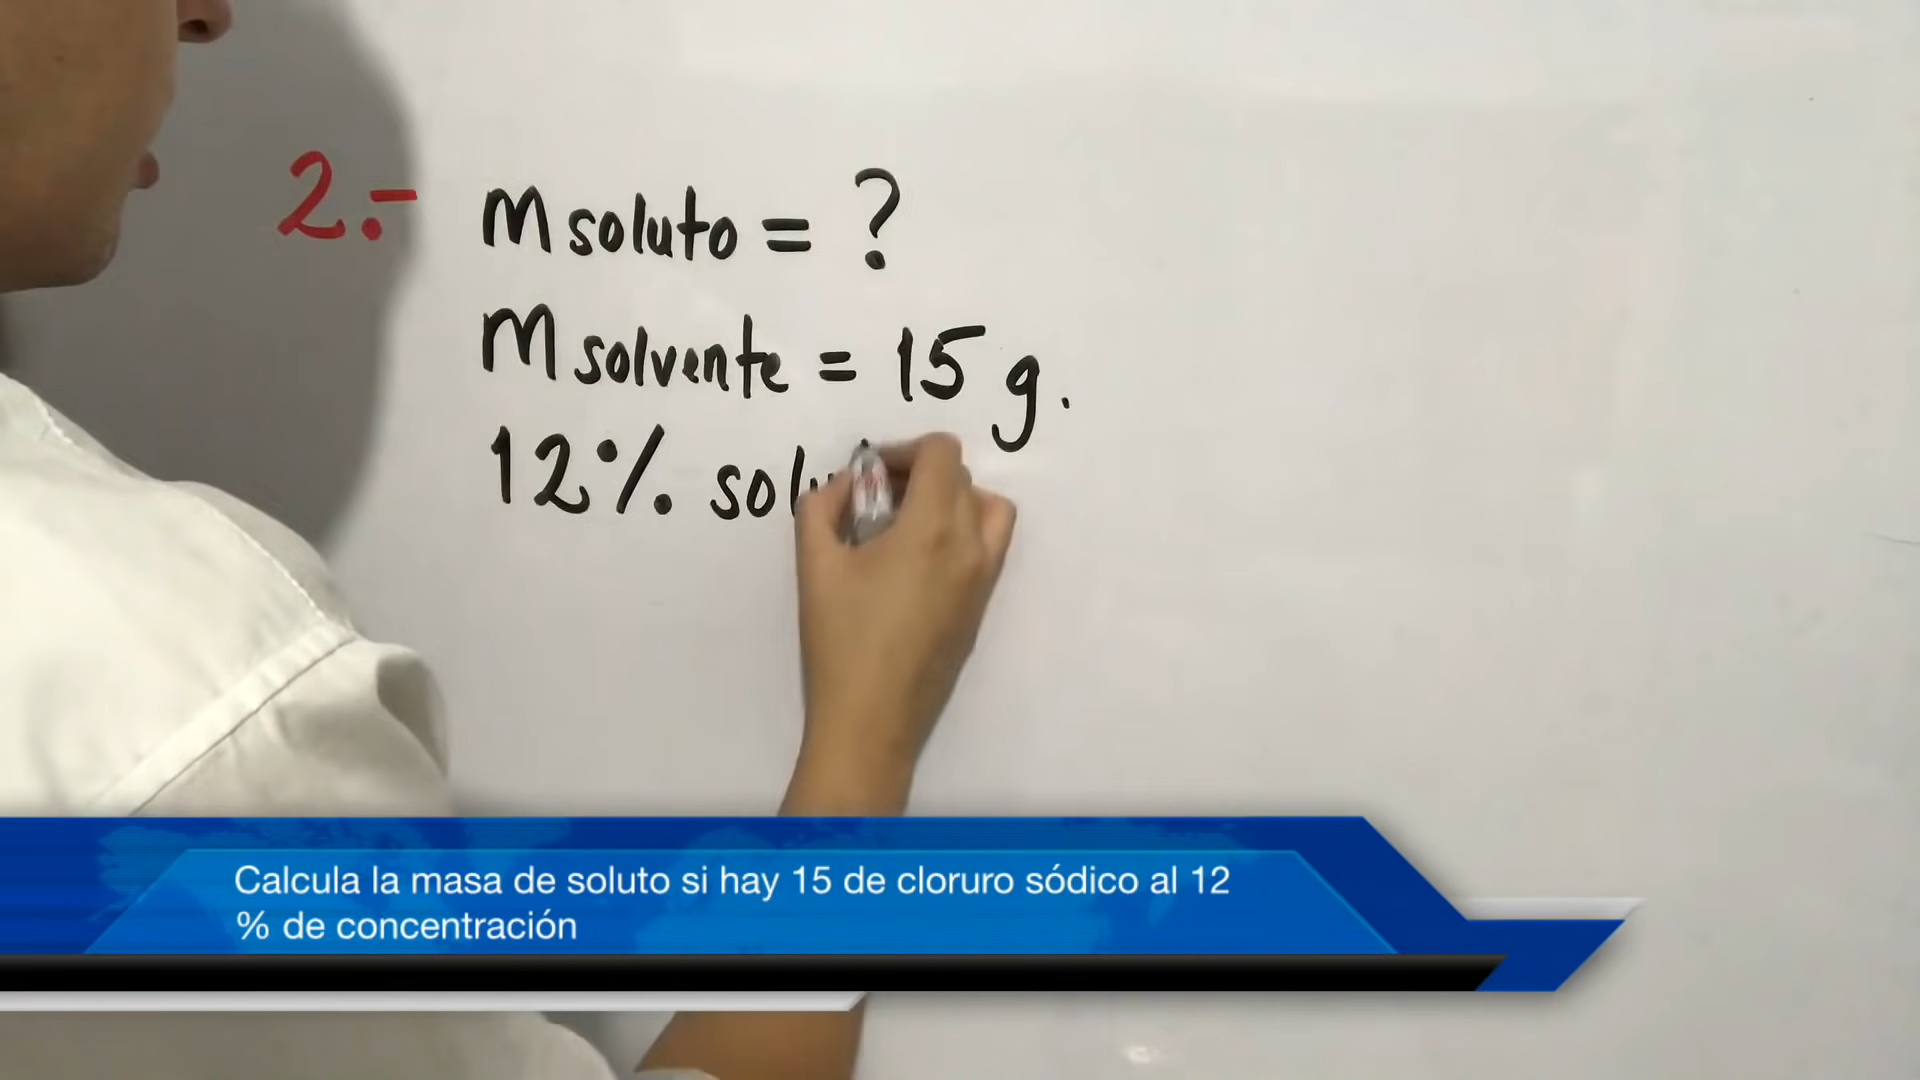 2.- m soluto = ?
m solvente = 15 g.
12%
Calcula la masa de soluto si hay 15 de cloruro sódico al 12
% de concentración